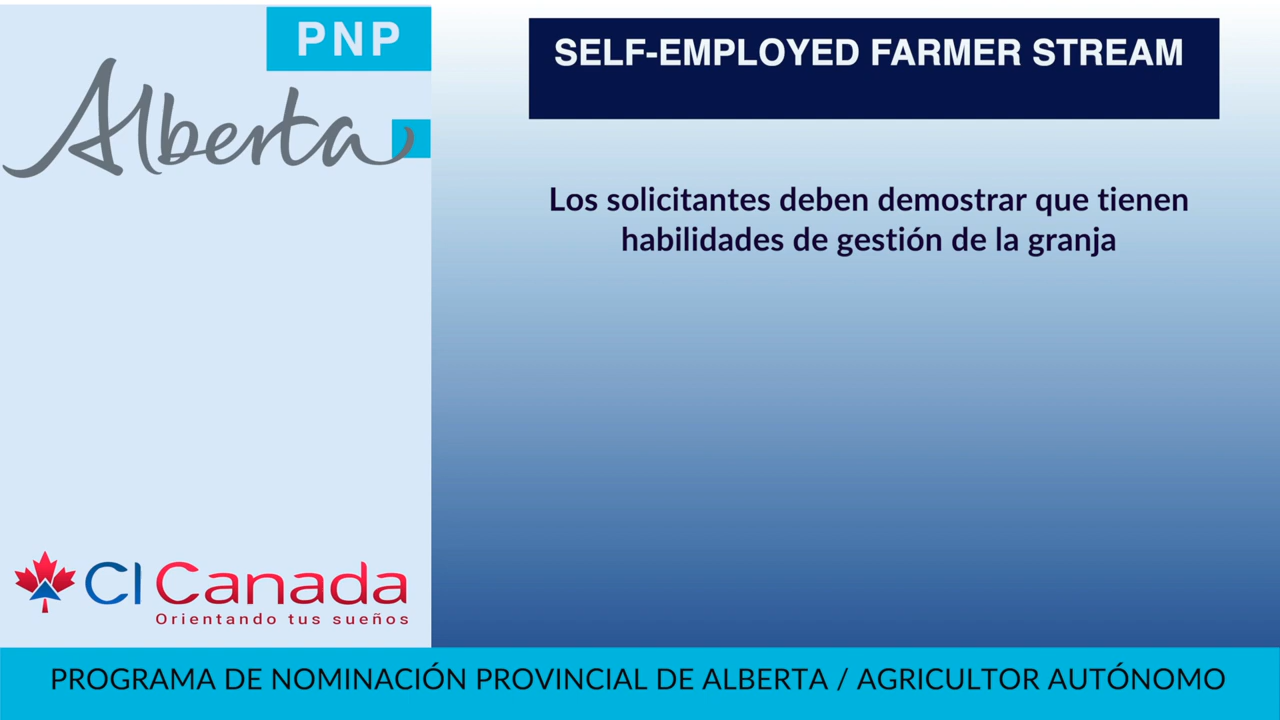 PNP
Alberta
SELF-EMPLOYED FARMER STREAM
Los solicitantes deben demostrar que tienen
habilidades de gestión de la granja
CI Canada
Orientando tus sueños
PROGRAMA DE NOMINACIÓN PROVINCIAL DE ALBERTA / AGRICULTOR AUTÓNOMO